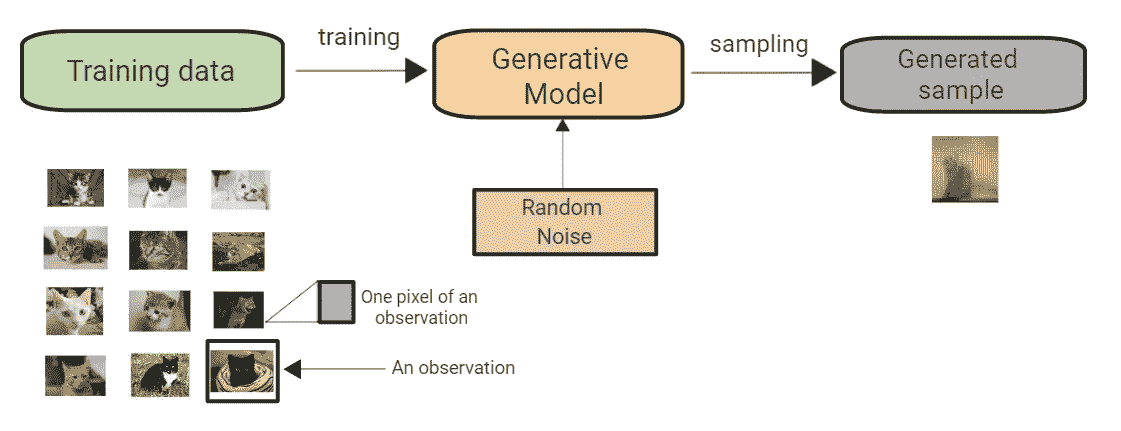 Training data
training
Generative
Model
sampling
Generated
sample
Random
Noise
One pixel of an
observation
An observation